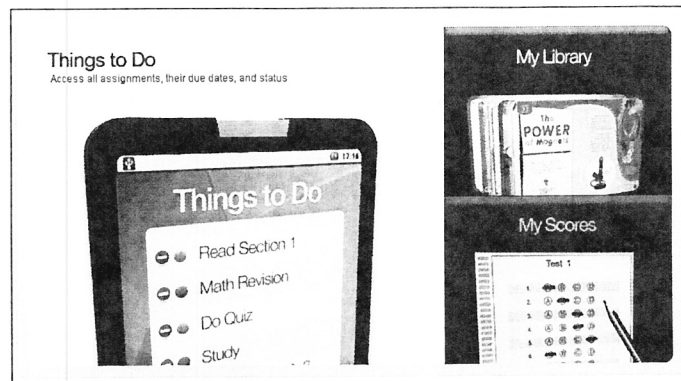 Things to Do
Access all assignments, their due dates, and status
17:16
Things to Do
Read Section 1
Math Revision
Do Quiz
Study
My Library
The
POWER
of Magnets
My Scores
Test 1
1.
2.
3.
4.
5.
6.